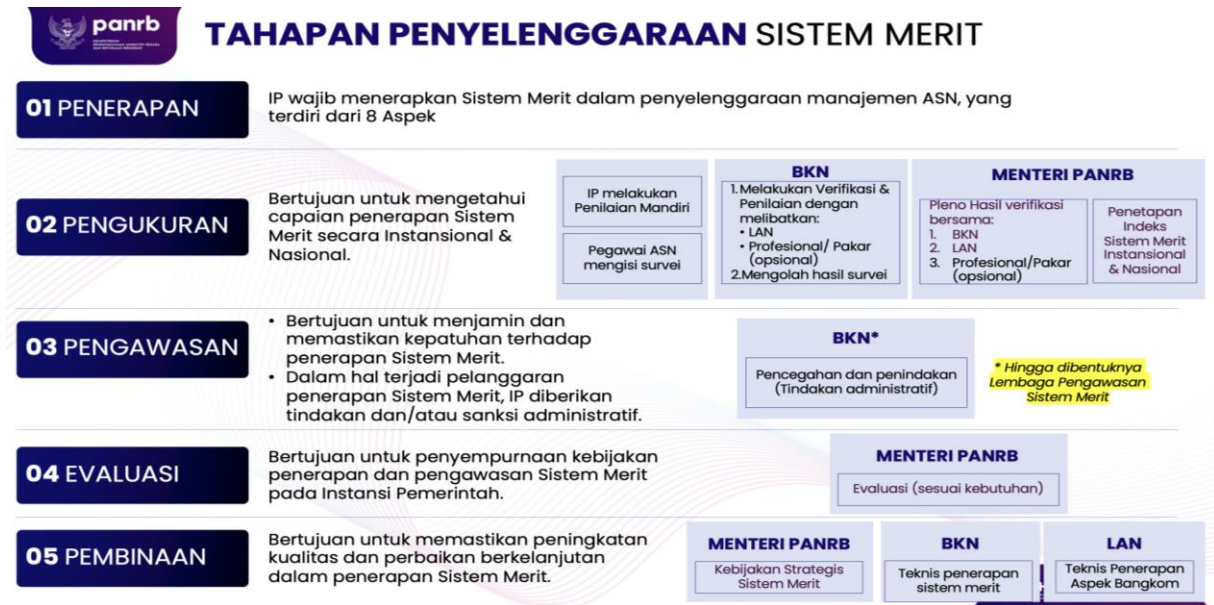 panrb
TAHAPAN PENYELENGGARAAN SISTEM MERIT
01 PENERAPAN
IP wajib menerapkan Sistem Merit dalam penyelenggaraan manajemen ASN, yang
terdiri dari 8 Aspek
02 PENGUKURAN
Bertujuan untuk mengetahui
capaian penerapan Sistem
Merit secara Instansional &
Nasional.
IP melakukan
Penilaian Mandiri
Pegawai ASN
mengisi survei
BKN
1.Melakukan Verifikasi &
Penilaian dengan
melibatkan:
• LAN
• Profesional/ Pakar
(opsional)
2.Mengolah hasil survei
MENTERI PANRB
Pleno Hasil verifikasi
bersama:
1. BKN
2. LAN
3. Profesional/Pakar
(opsional)
Penetapan
Indeks
Sistem Merit
Instansional
& Nasional
03 PENGAWASAN
• Bertujuan untuk menjamin dan
memastikan kepatuhan terhadap
penerapan Sistem Merit.
• Dalam hal terjadi pelanggaran
penerapan Sistem Merit, IP diberikan
tindakan dan/atau sanksi administratif.
BKN*
Pencegahan dan penindakan
(Tindakan administratif)
* Hingga dibentuknya
Lembaga Pengawasan
Sistem Merit
04 EVALUASI
Bertujuan untuk penyempurnaan kebijakan
penerapan dan pengawasan Sistem Merit
pada Instansi Pemerintah.
MENTERI PANRB
Evaluasi (sesuai kebutuhan)
05 PEMBINAAN
Bertujuan untuk memastikan peningkatan
kualitas dan perbaikan berkelanjutan
dalam penerapan Sistem Merit.
MENTERI PANRB
Kebijakan Strategis
Sistem Merit
BKN
Teknis penerapan
sistem merit
LAN
Teknis Penerapan
Aspek Bangkom